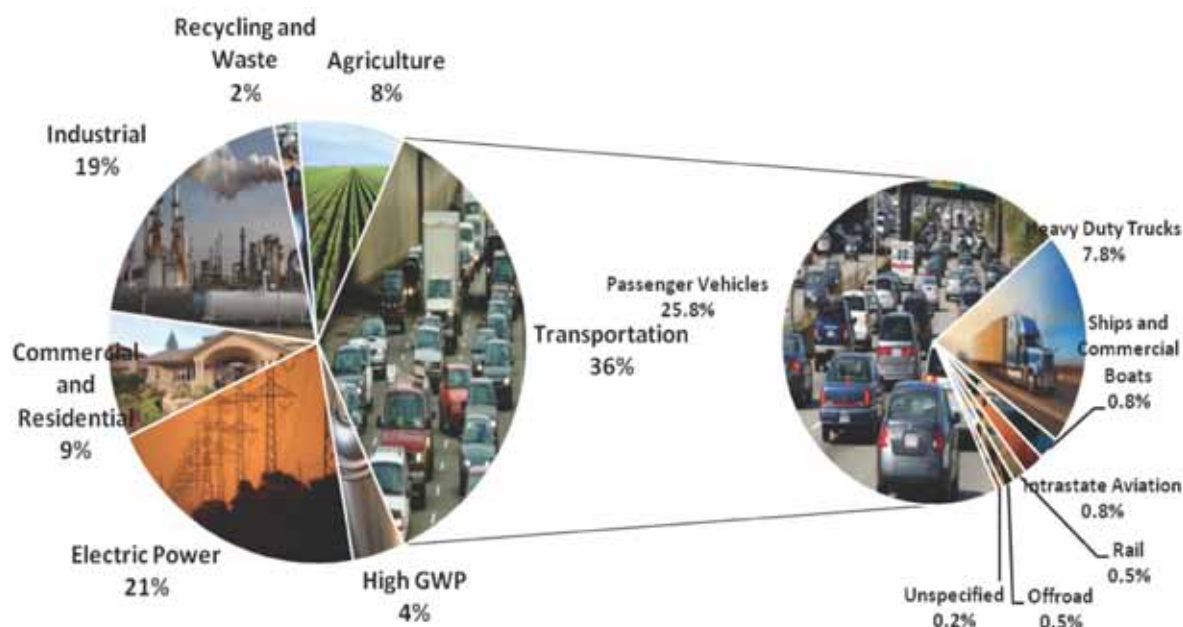 Recycling and
Waste
2%
Agriculture
8%
Industrial
19%
Commercial
and
Residential
9%
Electric Power
21%
High GWP
4%
Transportation
36%
Passenger Vehicles
25.8%
Heavy Duty Trucks
7.8%
Ships and
Commercial
Boats
0.8%
Intrastate Aviation
0.8%
Rail
0.5%
Offroad
0.5%
Unspecified
0.2%